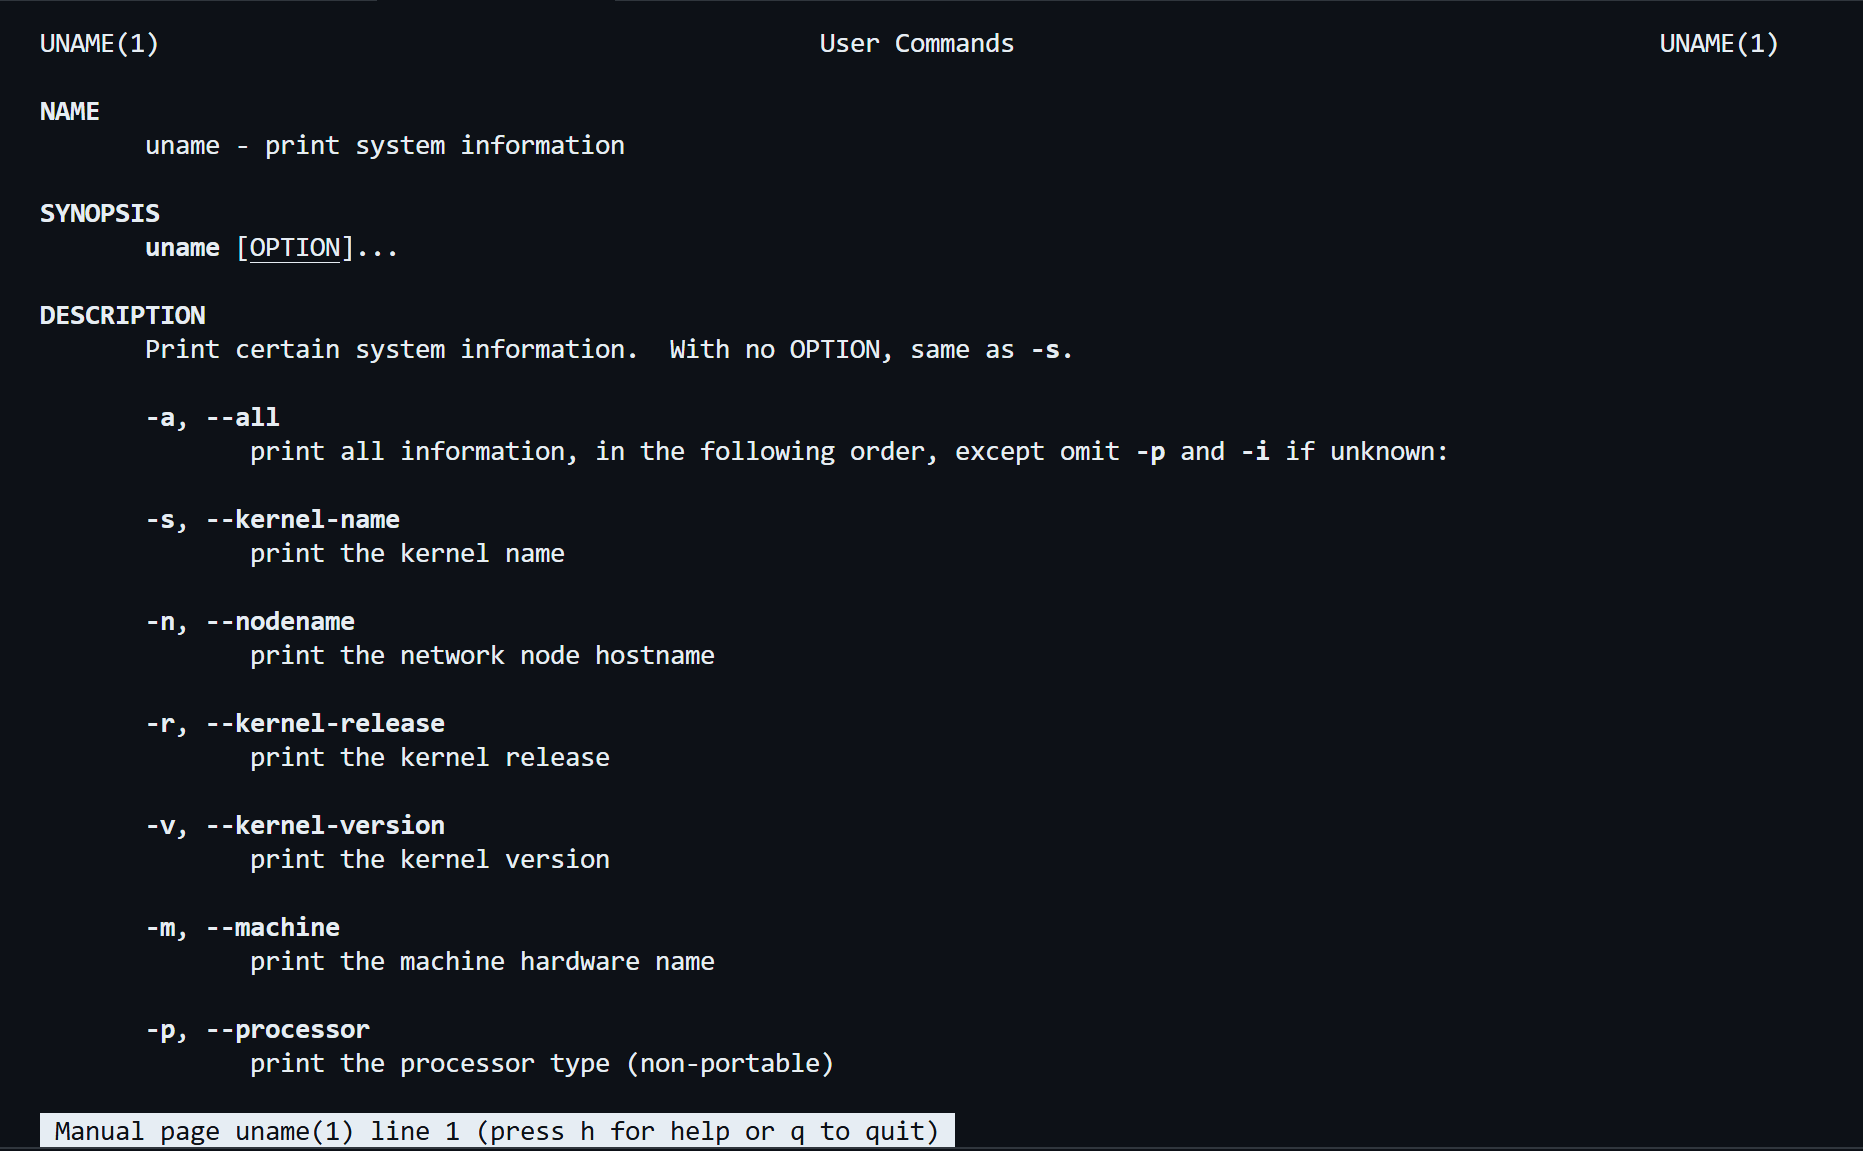 UNAME(1) User Commands UNAME(1)
NAME
uname - print system information
SYNOPSIS
uname [OPTION]...
DESCRIPTION
Print certain system information.  With no OPTION, same as -s.
-a, --all
print all information, in the following order, except omit -p and -i if unknown:
-s, --kernel-name
print the kernel name
-n, --nodename
print the network node hostname
-r, --kernel-release
print the kernel release
-v, --kernel-version
print the kernel version
-m, --machine
print the machine hardware name
-p, --processor
print the processor type (non-portable)
Manual page uname(1) line 1 (press h for help or q to quit)